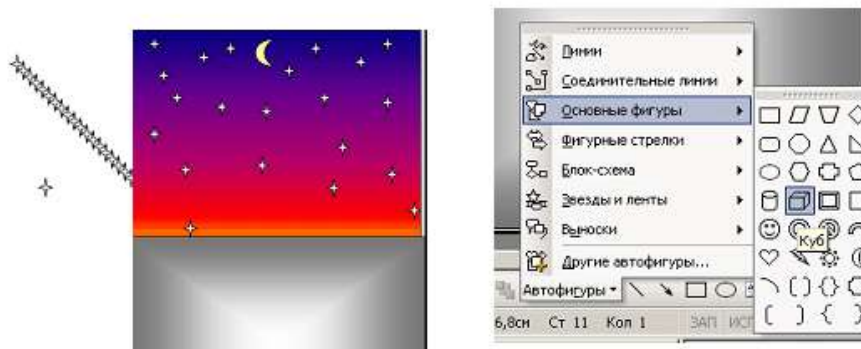 Линии
Соединительные линии
Основные фигуры
Фигурные стрелки
Блок-схема
Звезды и ленты
Выноски
Другие автофигуры...
Куб
Автофигуры
6,8см Ст 11 Кол 1 ЗАП ИСП